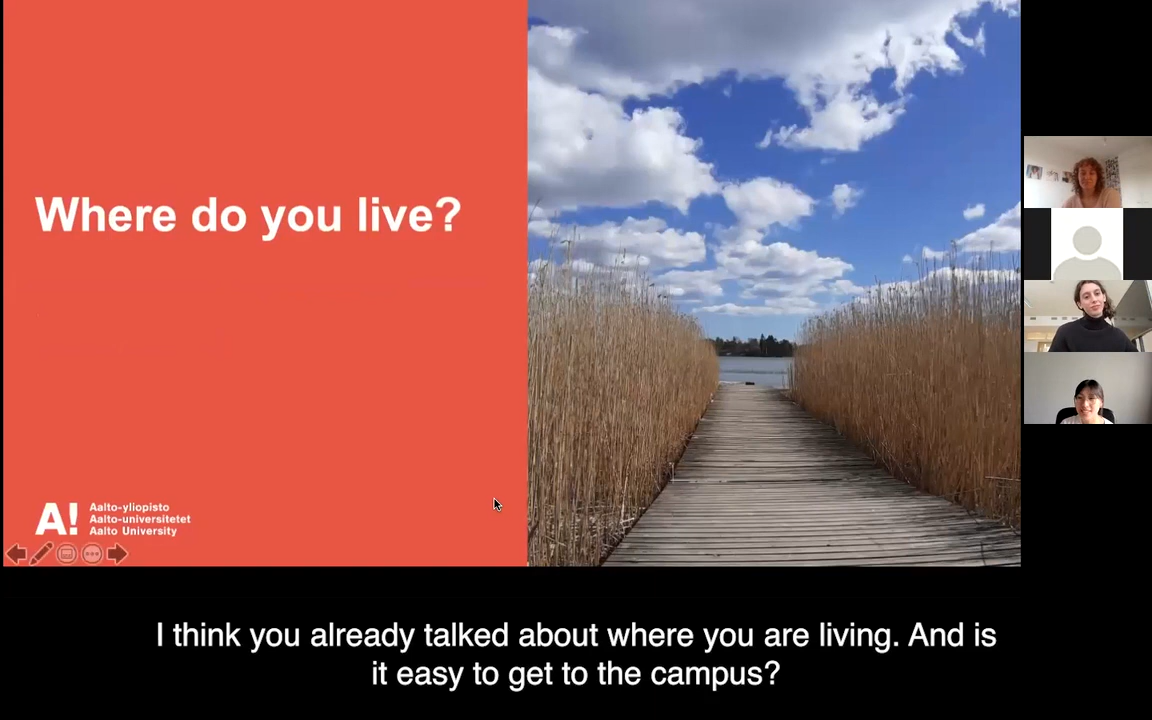 Where do you live?
A!
Aalto-yliopisto
Aalto-universitetet
Aalto University
I think you already talked about where you are living. And is
it easy to get to the campus?